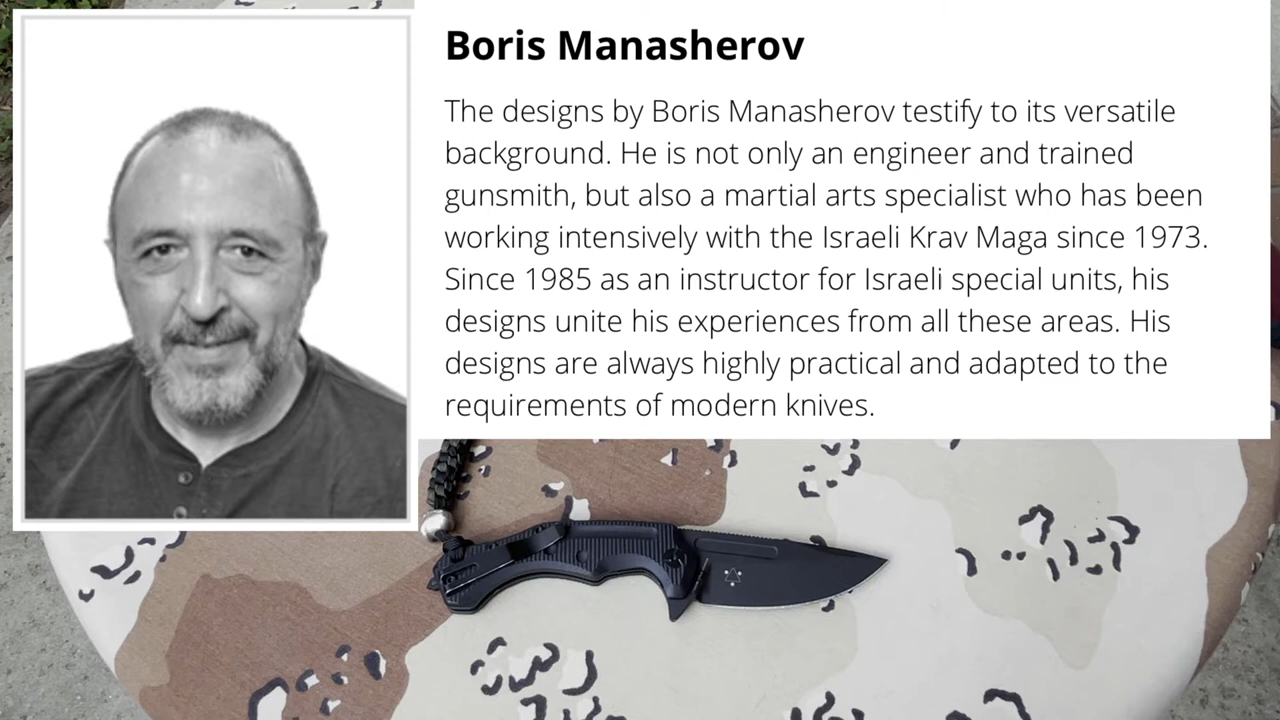 Boris Manasherov
The designs by Boris Manasherov testify to its versatile
background. He is not only an engineer and trained
gunsmith, but also a martial arts specialist who has been
working intensively with the Israeli Krav Maga since 1973.
Since 1985 as an instructor for Israeli special units, his
designs unite his experiences from all these areas. His
designs are always highly practical and adapted to the
requirements of modern knives.